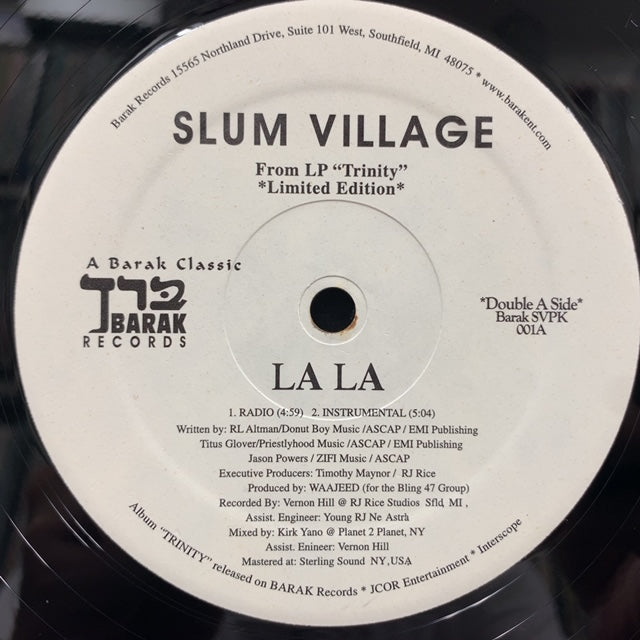 Barak Records 15565 Northland Drive, Suite 101 West, Southfield, MI 48075 * www.barakent.com
SLUM VILLAGE
From LP “Trinity”
*Limited Edition*
A Barak Classic
ברך
BARAK
RECORDS
*Double A Side*
Barak SVPK
001A
LA LA
1. RADIO (4:59) 2. INSTRUMENTAL (5:04)
Written by: RL Altman/Donut Boy Music /ASCAP / EMI Publishing
Titus Glover/Priestlyhood Music /ASCAP / EMI Publishing
Jason Powers / ZIFI Music / ASCAP
Executive Producers: Timothy Maynor / RJ Rice
Produced by: WAAJEED (for the Bling 47 Group)
Recorded By: Vernon Hill @ RJ Rice Studios Sfld, MI ,
Assist. Engineer: Young RJ Ne Astra
Mixed by: Kirk Yano @ Planet 2 Planet, NY
Assist. Enineer: Vernon Hill
Mastered at: Sterling Sound NY,USA
Album “TRINITY” released on BARAK Records * JCOR Entertainment * Interscope